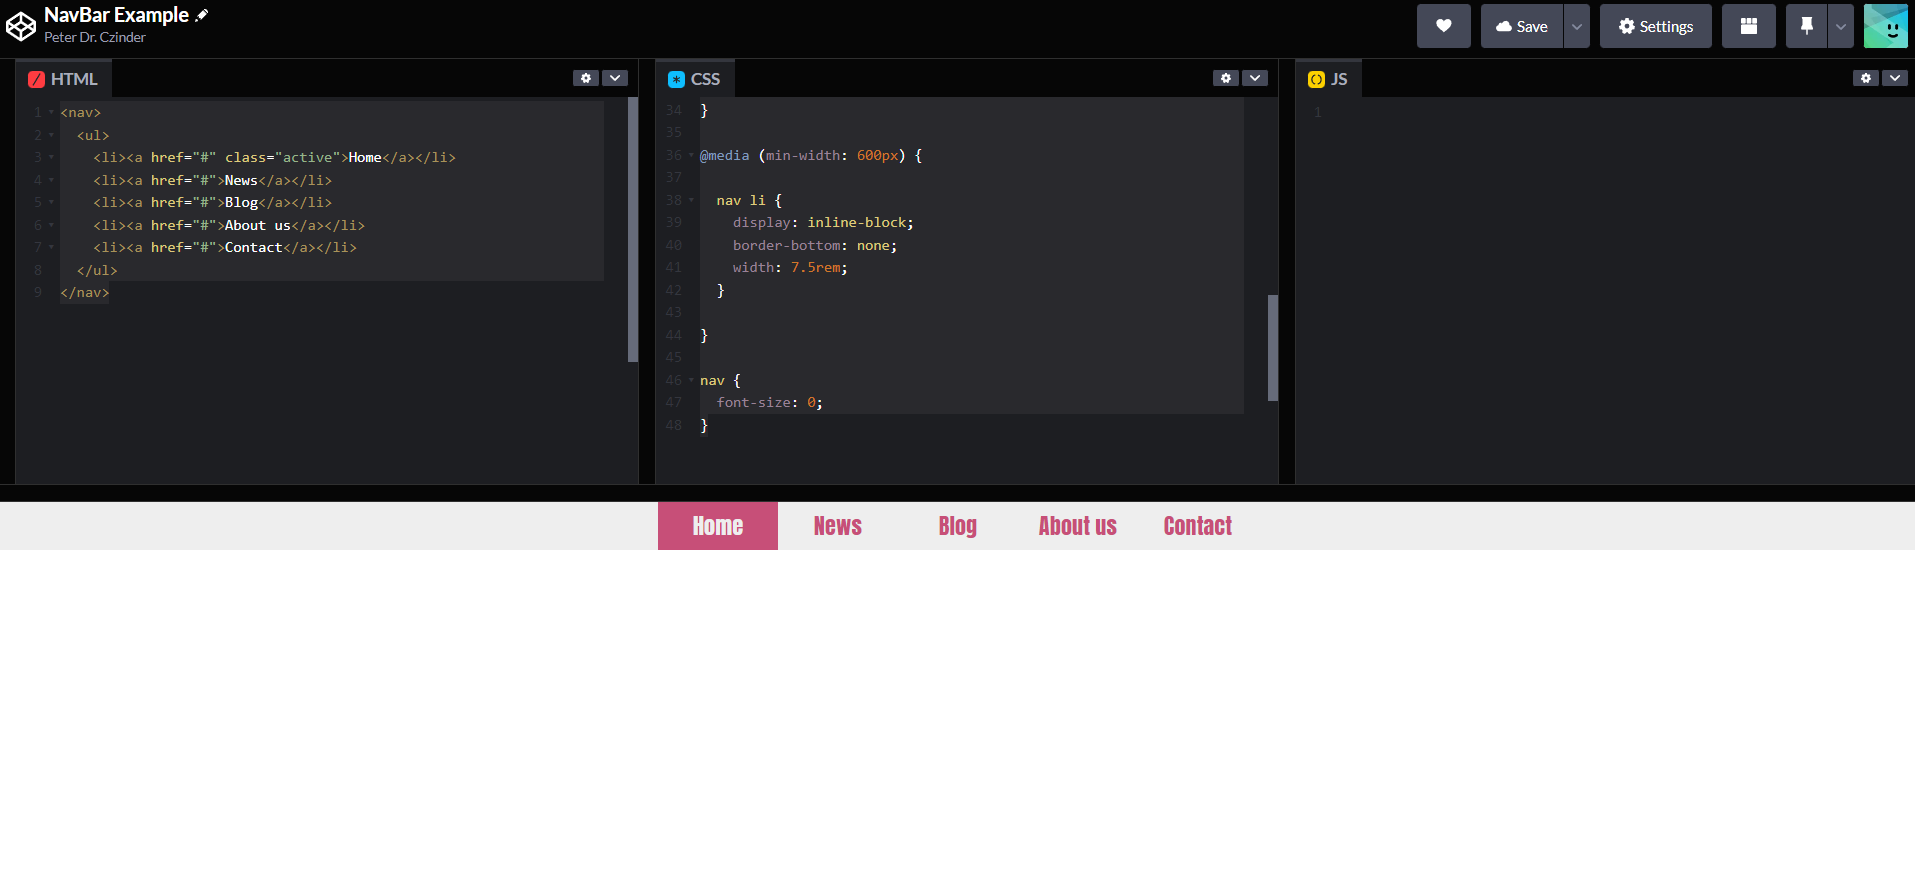 NavBar Example
Peter Dr. Czinder
Save
Settings
HTML
1 <nav>
2 <ul>
3 <li><a href="#" class="active">Home</a></li>
4 <li><a href="#">News</a></li>
5 <li><a href="#">Blog</a></li>
6 <li><a href="#">About us</a></li>
7 <li><a href="#">Contact</a></li>
8 </ul>
9 </nav>
CSS
34 }
35
36 @media (min-width: 600px) {
37
38 nav li {
39 display: inline-block;
40 border-bottom: none;
41 width: 7.5rem;
42 }
43
44 }
45
46 nav {
47 font-size: 0;
48 }
JS
1
Home News Blog About us Contact